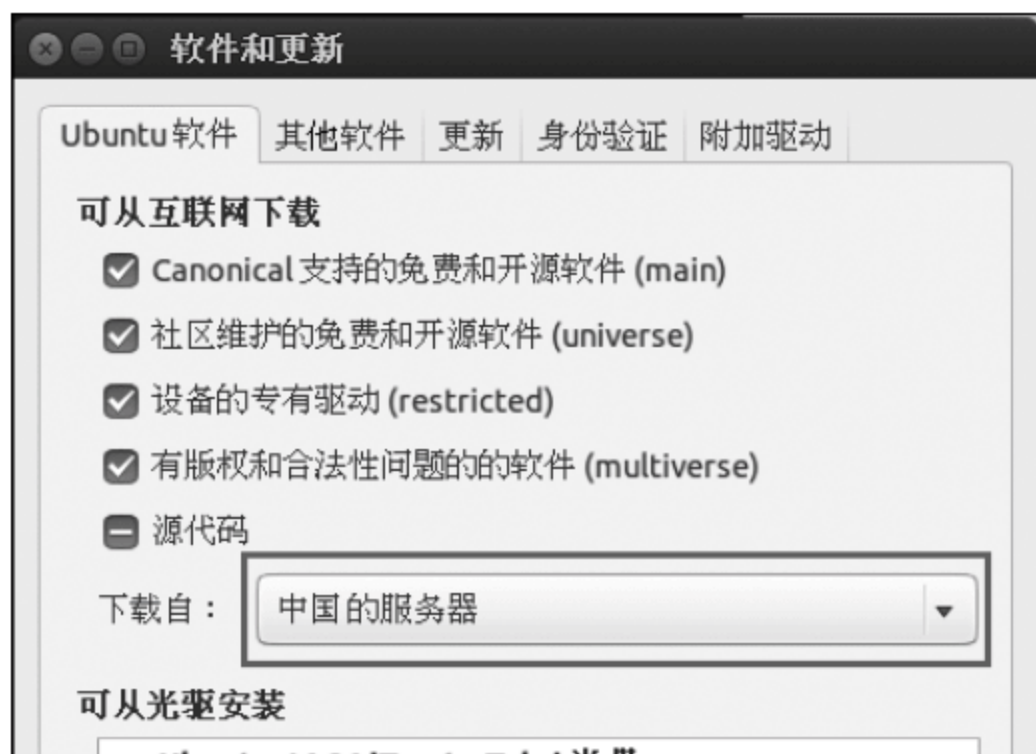 软件和更新
Ubuntu 软件 其他软件 更新 身份验证 附加驱动
可从互联网下载
Canonical 支持的免费和开源软件 (main)
社区维护的免费和开源软件 (universe)
设备的专有驱动 (restricted)
有版权和合法性问题的的软件 (multiverse)
源代码
下载自： 中国的服务器
可从光驱安装